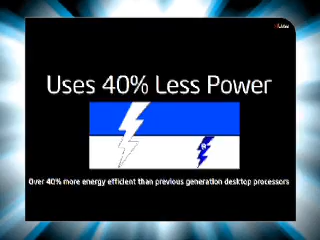 Uses 40% Less Power
Over 40% more energy efficient than previous generation desktop processors